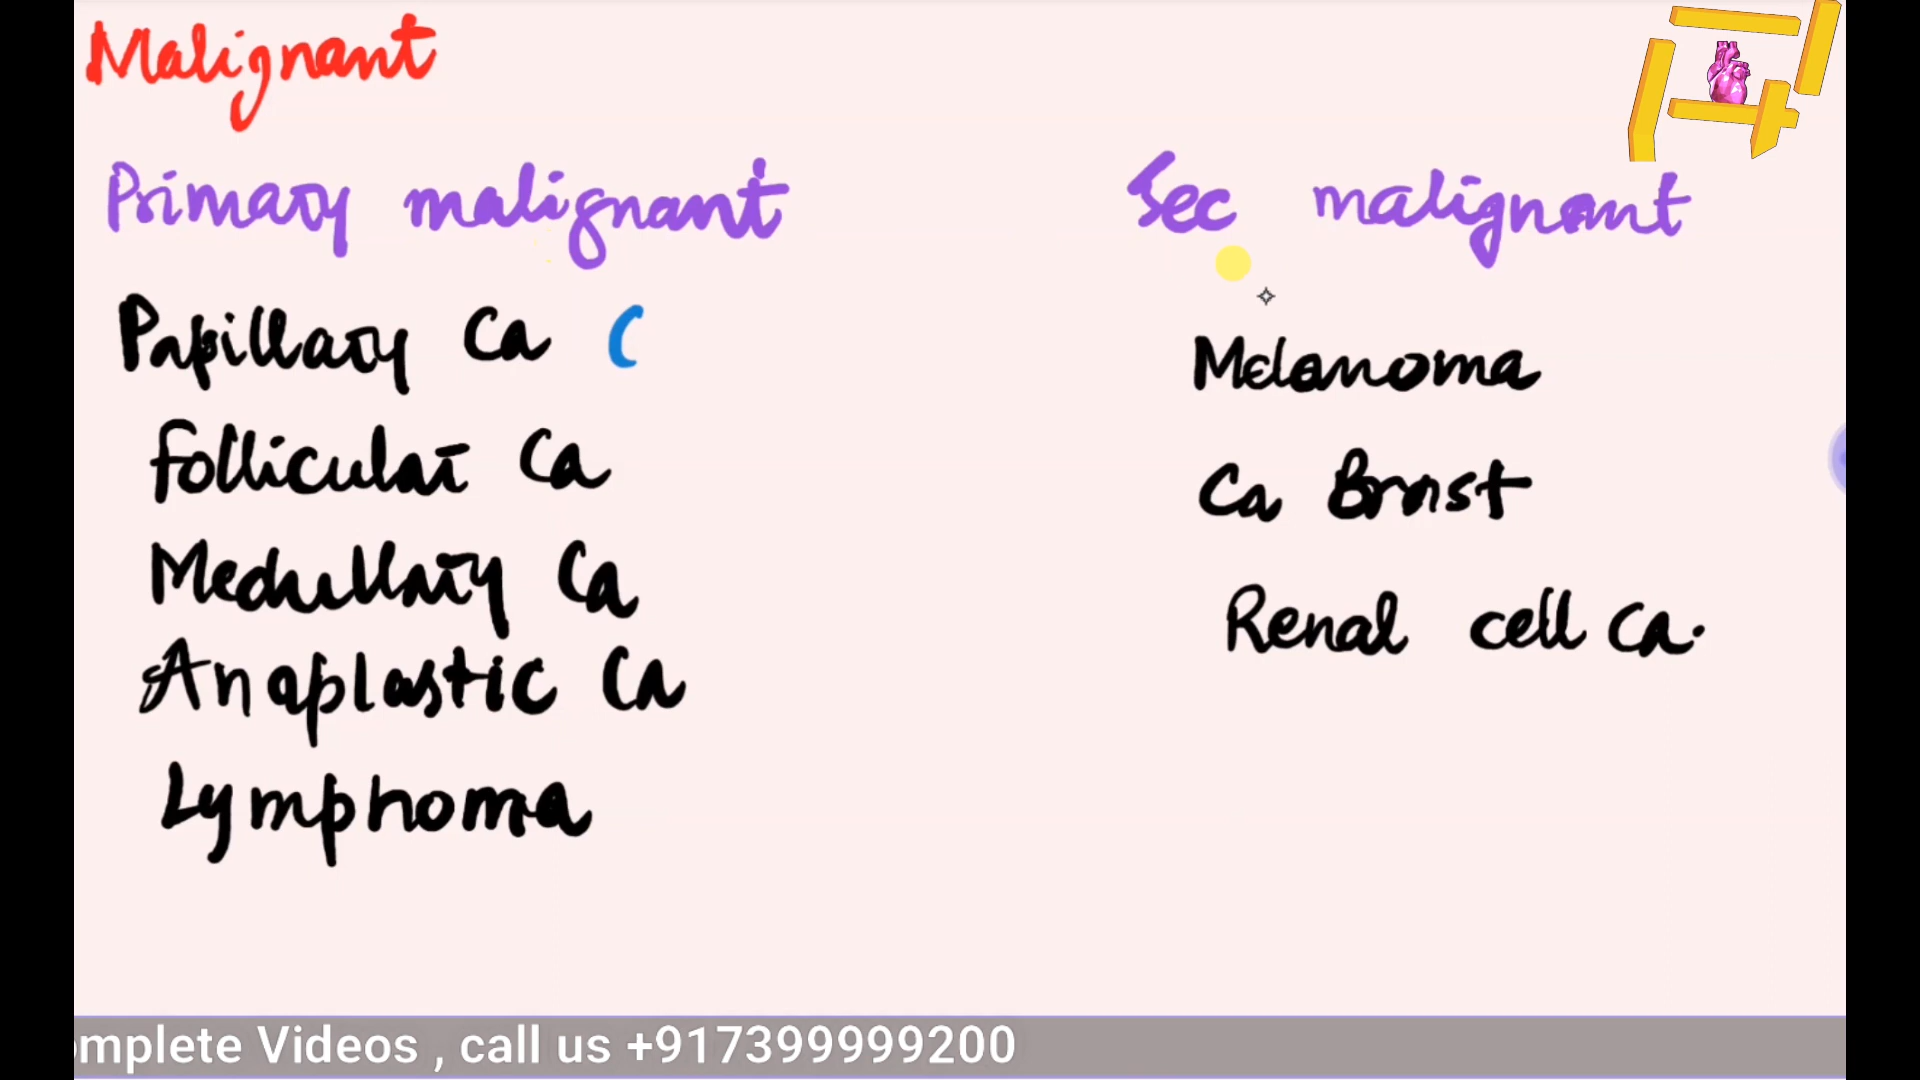 Malignant
Primary malignant
Papillary Ca (
Follicular Ca
Medullary Ca
Anaplastic Ca
Lymphoma
Sec malignant
Melanoma
Ca Breast
Renal cell Ca.
omplete Videos , call us +917399999200